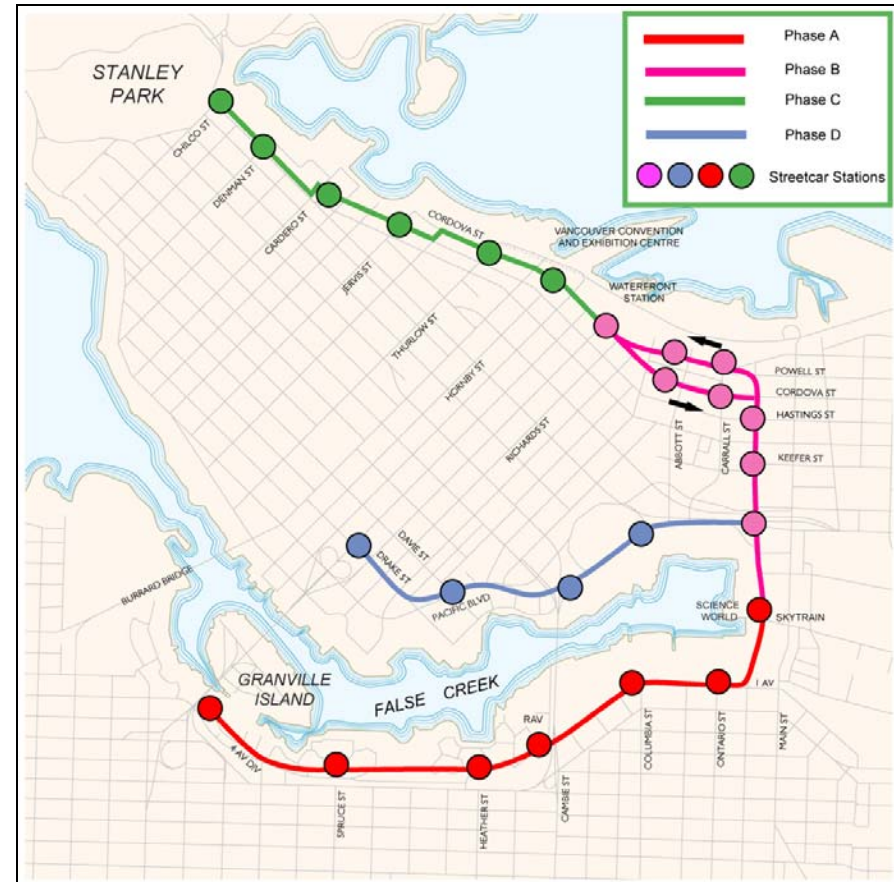 Phase A
Phase B
Phase C
Phase D
Streetcar Stations
STANLEY
PARK
CHILCO ST
DENMAN ST
CARDERO ST
CORDOVA ST
JERVIS ST
VANCOUVER CONVENTION
AND EXHIBITION CENTRE
WATERFRONT
STATION
THURLOW ST
HORNBY ST
RICHARDS ST
POWELL ST
CORDOVA ST
HASTINGS ST
ABBOTT ST
CARRALL ST
KEEFER ST
DAVIE ST
DRAKE ST
PACIFIC BLVD
BURRARD BRIDGE
SCIENCE
WORLD
SKYTRAIN
GRANVILLE
ISLAND
FALSE CREEK
RAV
1 AV
4 AV DIV
SPRUCE ST
HEATHER ST
CAMBIE ST
COLUMBIA ST
ONTARIO ST
MAIN ST